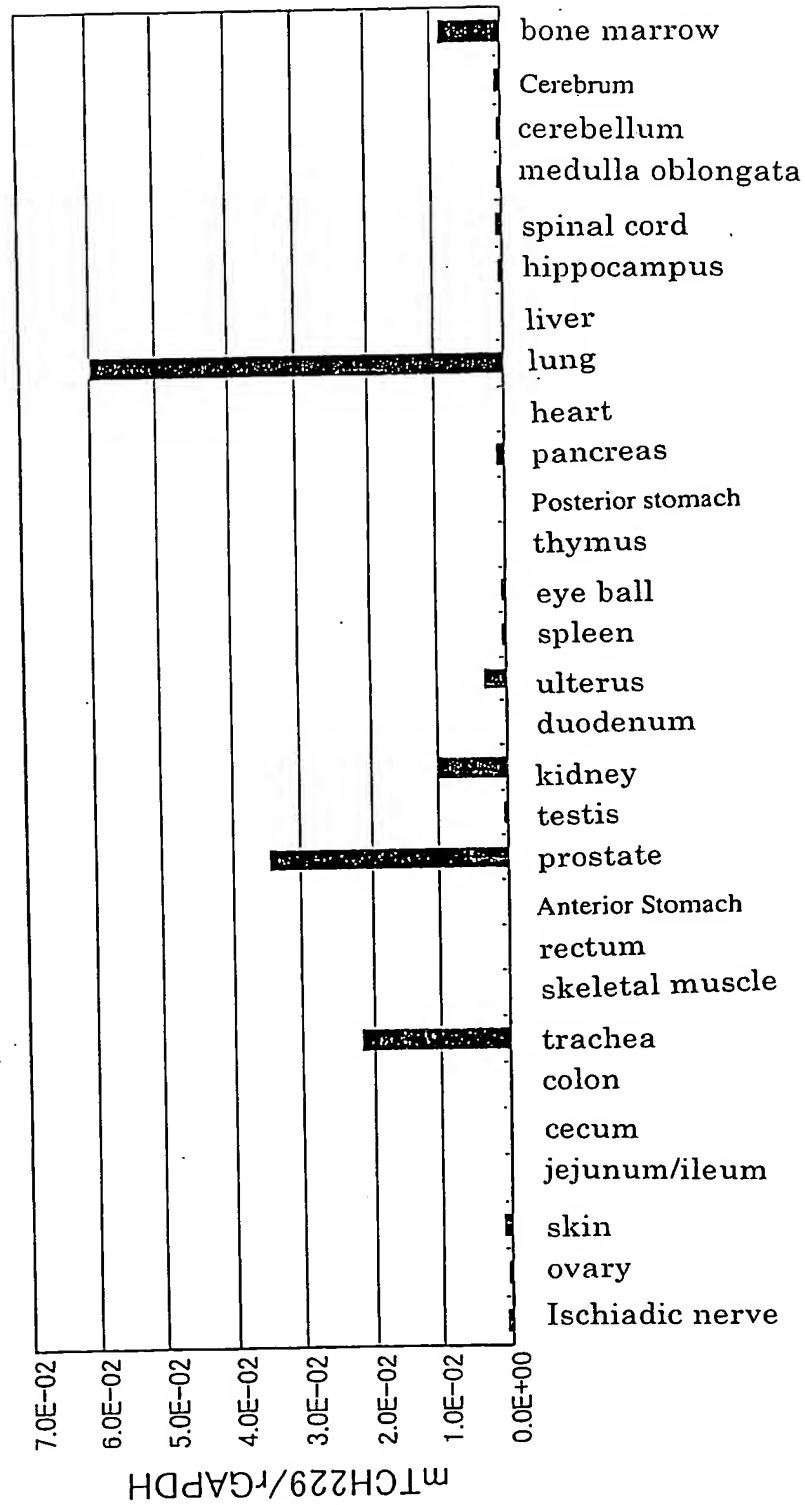 bone marrow
Cerebrum
cerebellum
medulla oblongata
spinal cord
hippocampus
liver
lung
heart
pancreas
Posterior stomach
thymus
eye ball
spleen
ulterus
duodenum
kidney
testis
prostate
Anterior Stomach
rectum
skeletal muscle
trachea
colon
cecum
jejunum/ileum
skin
ovary
Ischiadic nerve
7.0E-02
6.0E-02
5.0E-02
4.0E-02
3.0E-02
2.0E-02
1.0E-02
0.0E+00
mTCH229/rGAPDH